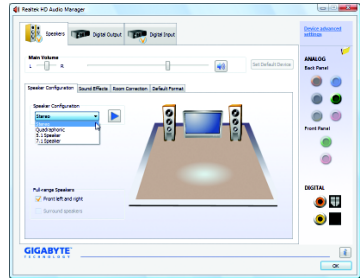 Realtek HD Audio Manager
Speakers
Digital Output
Digital Input
Device advanced settings
Main Volume
L
R
Set Default Device
Speaker Configuration
Sound Effects
Room Correction
Default Format
Speaker Configuration
Stereo
Stereo
Quadraphonic
5.1 Speaker
7.1 Speaker
Full-range Speakers
Front left and right
Surround speakers
ANALOG
Back Panel
Front Panel
DIGITAL
GIGABYTE
TECHNOLOGY
OK